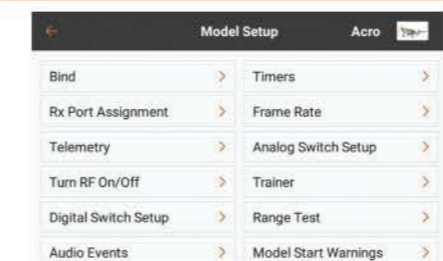 Model Setup Acro
Bind Timers
Rx Port Assignment Frame Rate
Telemetry Analog Switch Setup
Turn RF On/Off Trainer
Digital Switch Setup Range Test
Audio Events Model Start Warnings